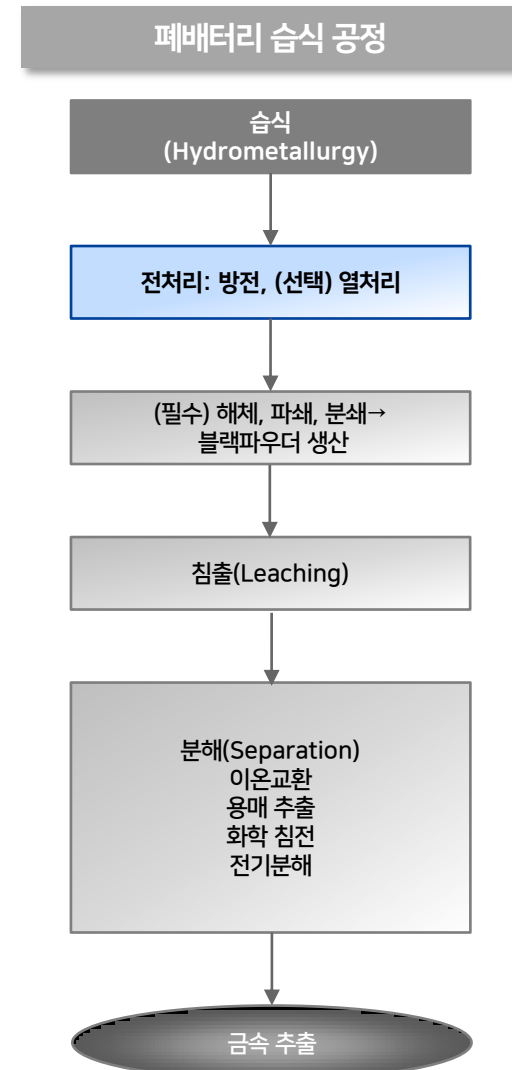 폐배터리 습식 공정
습식
(Hydrometallurgy)
전처리: 방전, (선택) 열처리
(필수) 해체, 파쇄, 분쇄→
블랙파우더 생산
침출(Leaching)
분해(Separation)
이온교환
용매 추출
화학 침전
전기분해
금속 추출